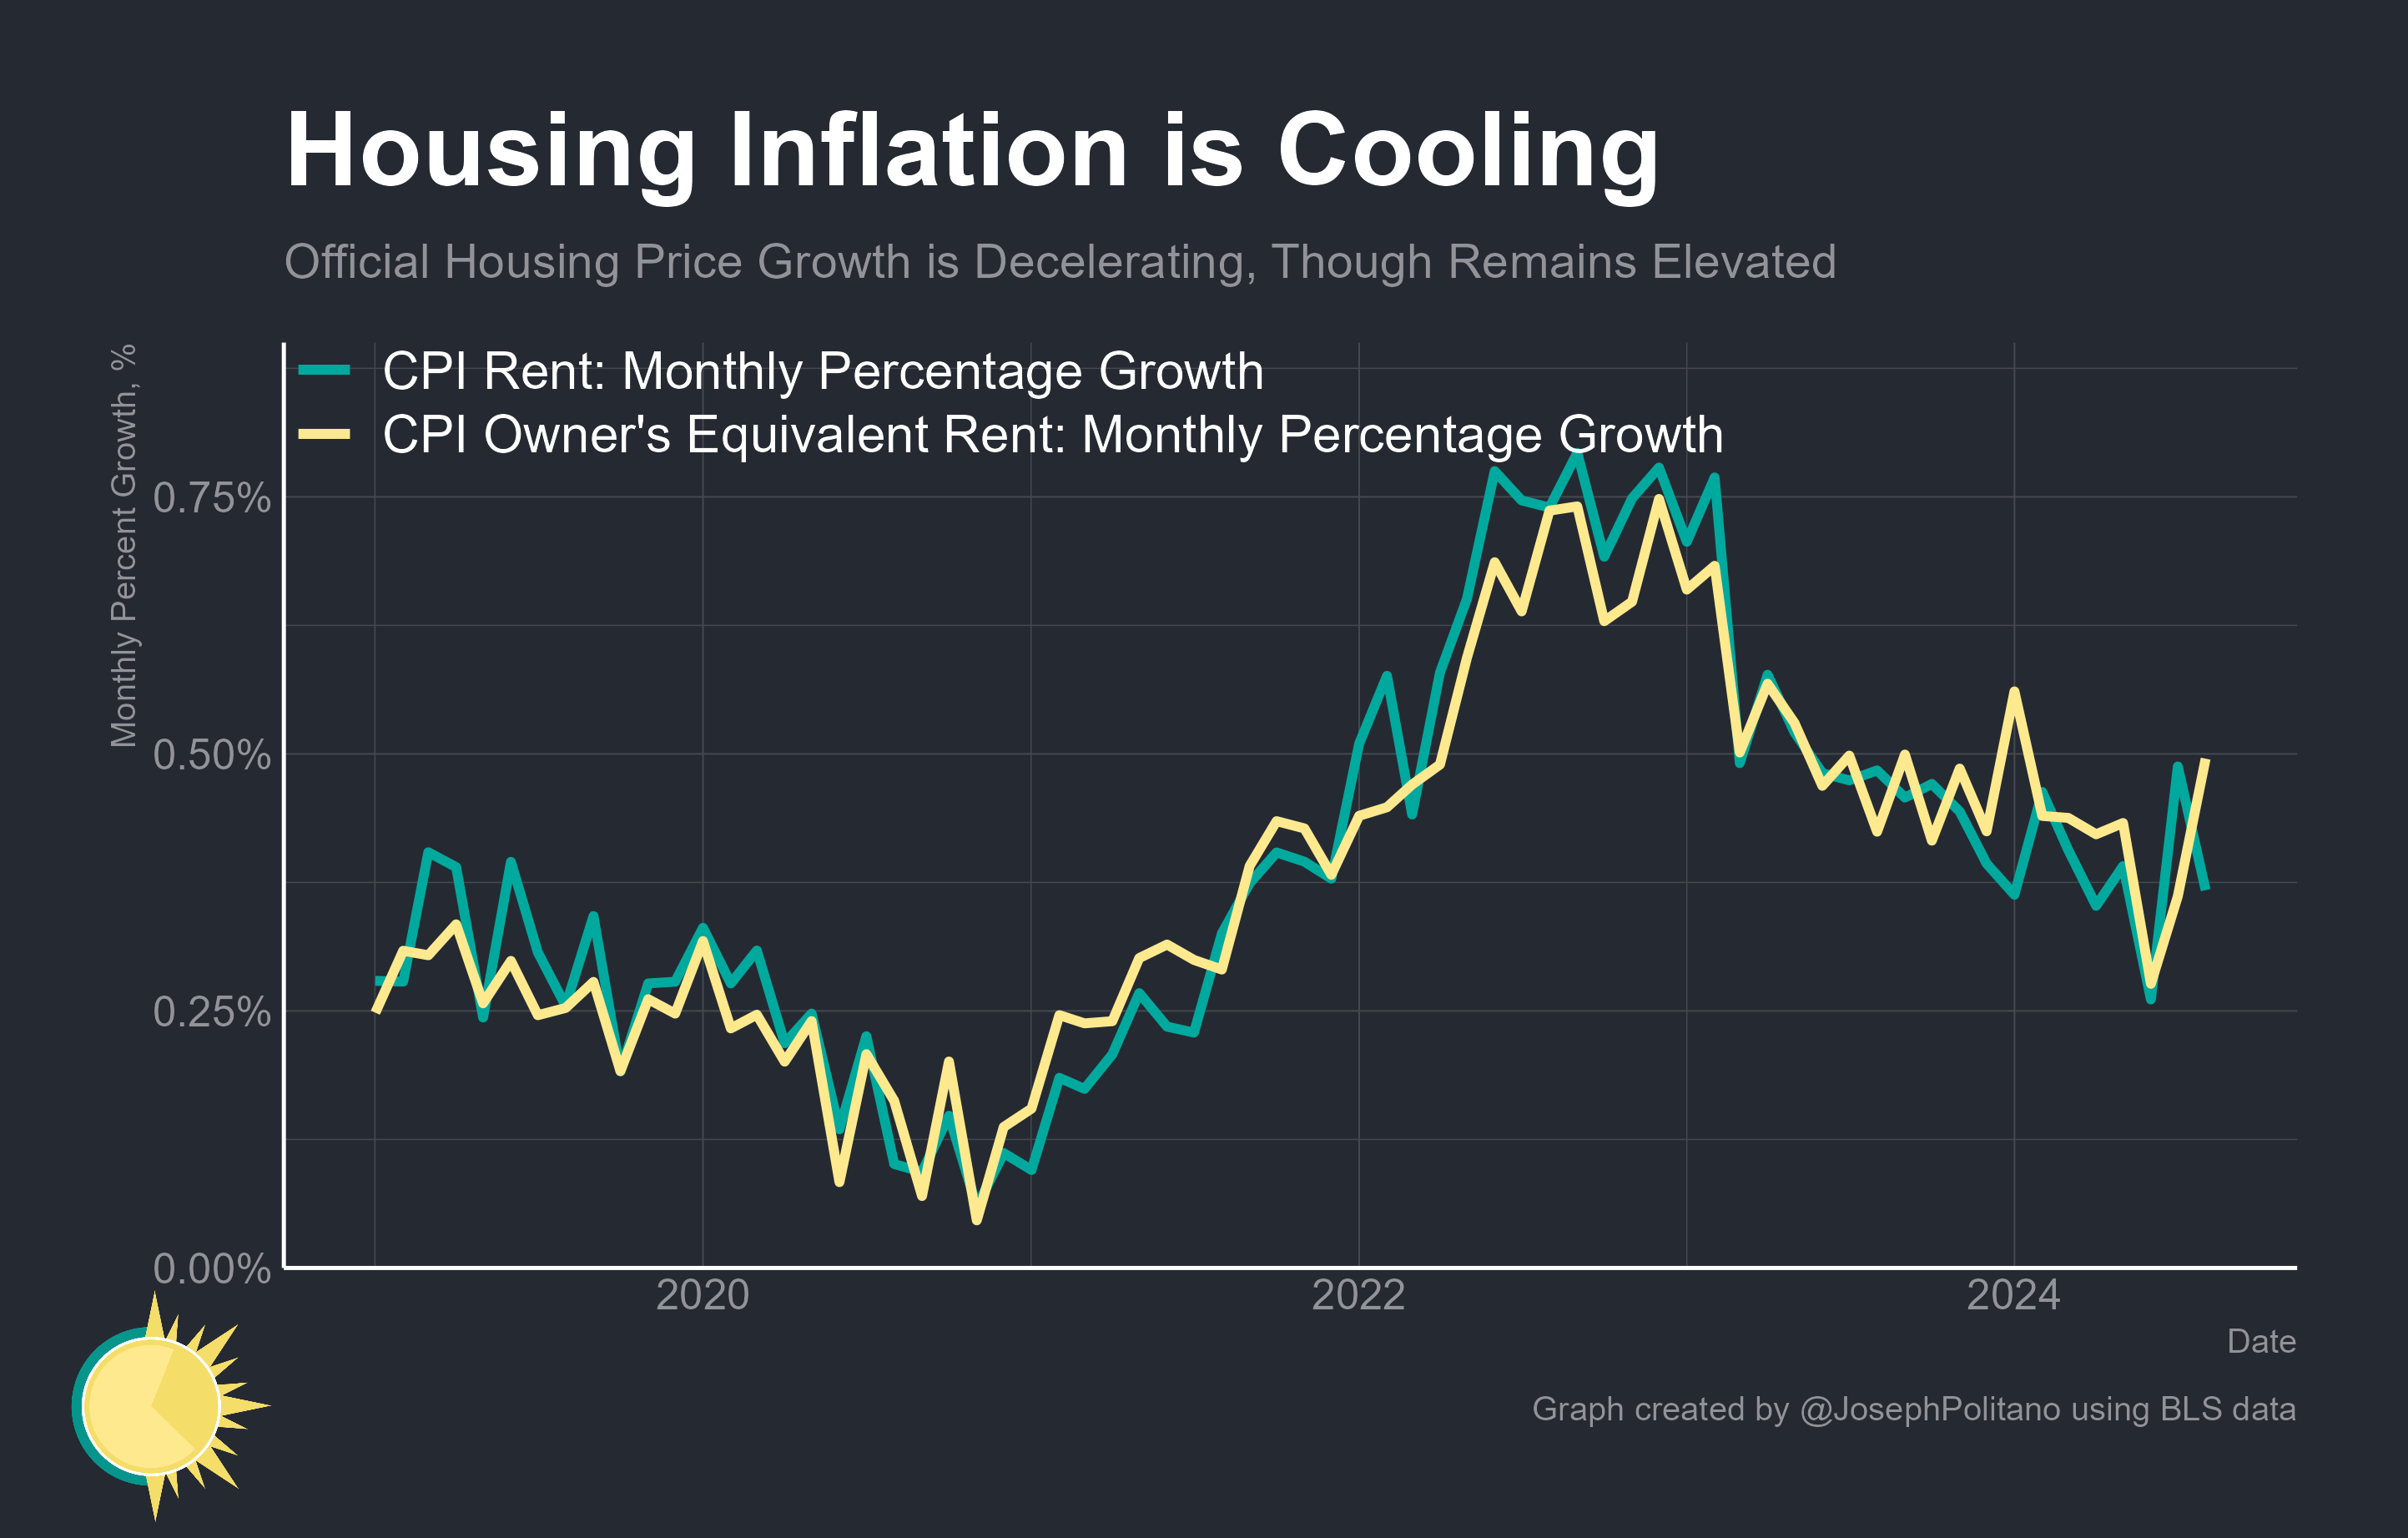 Housing Inflation is Cooling
Official Housing Price Growth is Decelerating, Though Remains Elevated
Monthly Percent Growth, %
CPI Rent: Monthly Percentage Growth
CPI Owner's Equivalent Rent: Monthly Percentage Growth
0.75%
0.50%
0.25%
0.00%
2020 2022 2024
Date
Graph created by @JosephPolitano using BLS data